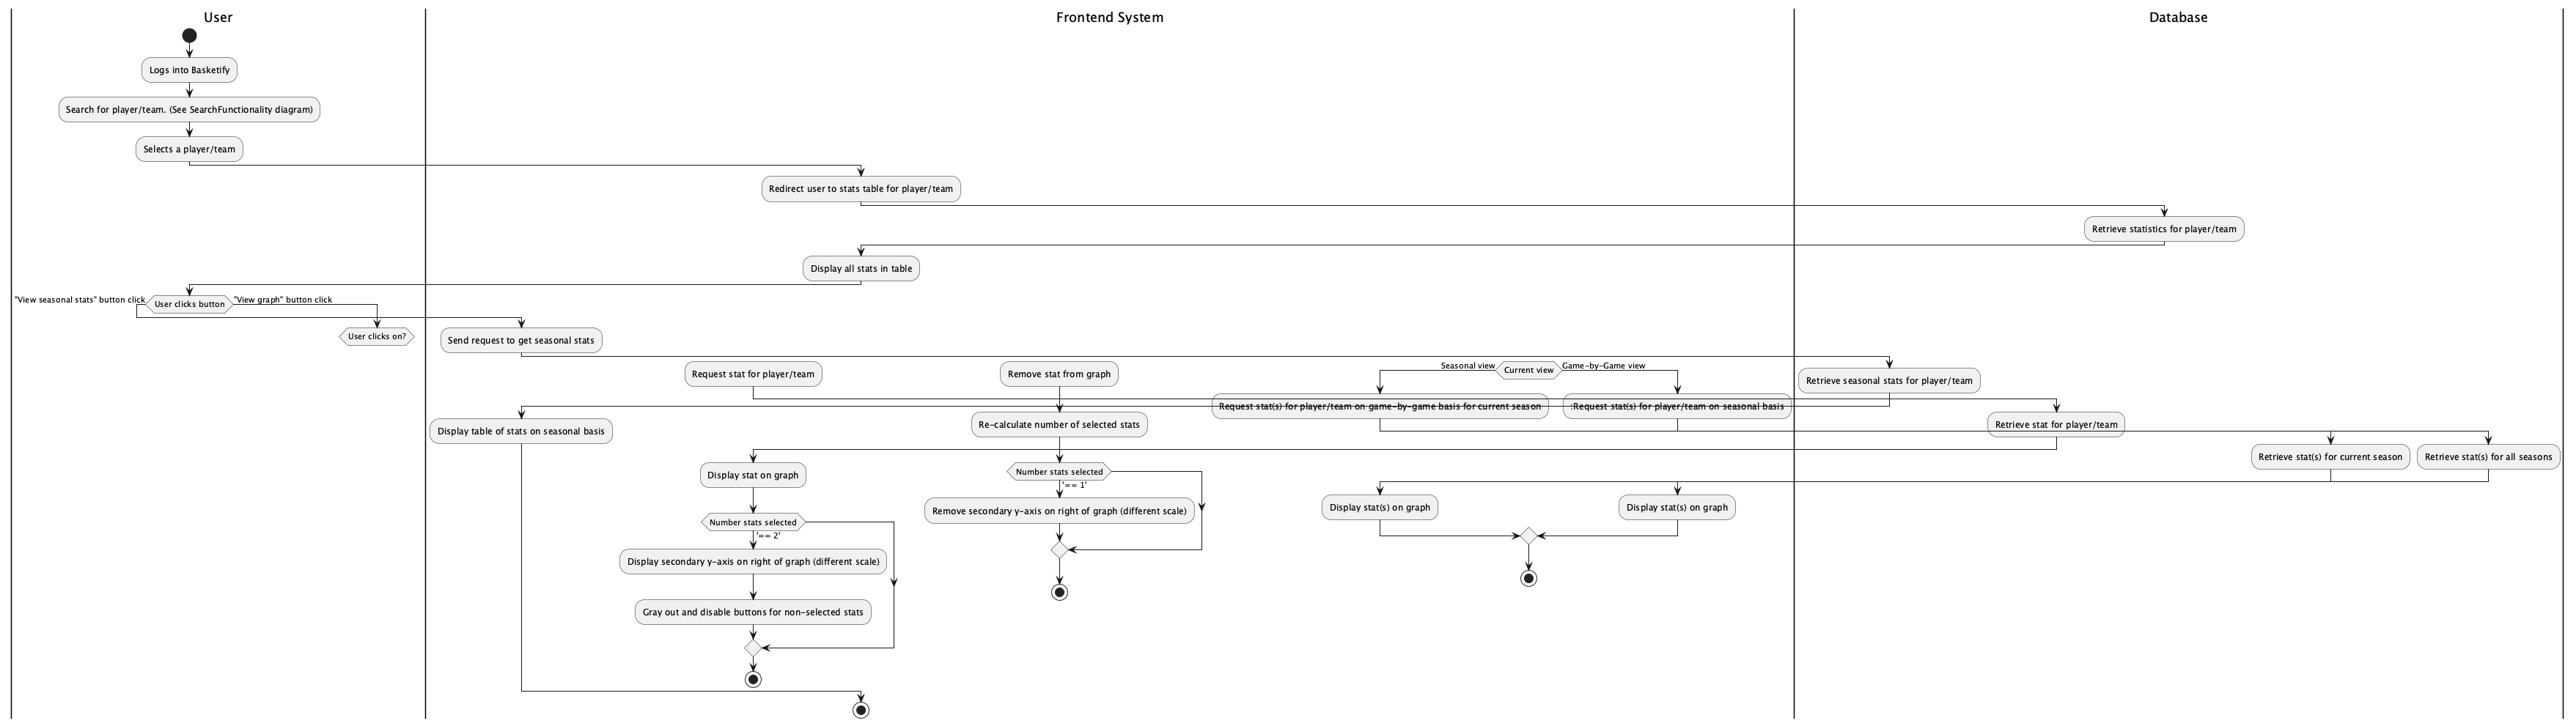 User
Frontend System
Database
Logs into Basketify
Search for player/team. (See SearchFunctionality diagram)
Selects a player/team
Redirect user to stats table for player/team
Retrieve statistics for player/team
Display all stats in table
"View seasonal stats" button click
User clicks button
"View graph" button click
User clicks on?
Send request to get seasonal stats
Request stat for player/team
Remove stat from graph
Seasonal view
Current view
Game-by-Game view
Retrieve seasonal stats for player/team
Request stat(s) for player/team on game-by-game basis for current season
:Request stat(s) for player/team on seasonal basis
Display table of stats on seasonal basis
Re-calculate number of selected stats
Retrieve stat for player/team
Retrieve stat(s) for current season
Retrieve stat(s) for all seasons
Display stat on graph
Number stats selected
'== 1'
Remove secondary y-axis on right of graph (different scale)
Display stat(s) on graph
Display stat(s) on graph
Number stats selected
'== 2'
Display secondary y-axis on right of graph (different scale)
Gray out and disable buttons for non-selected stats